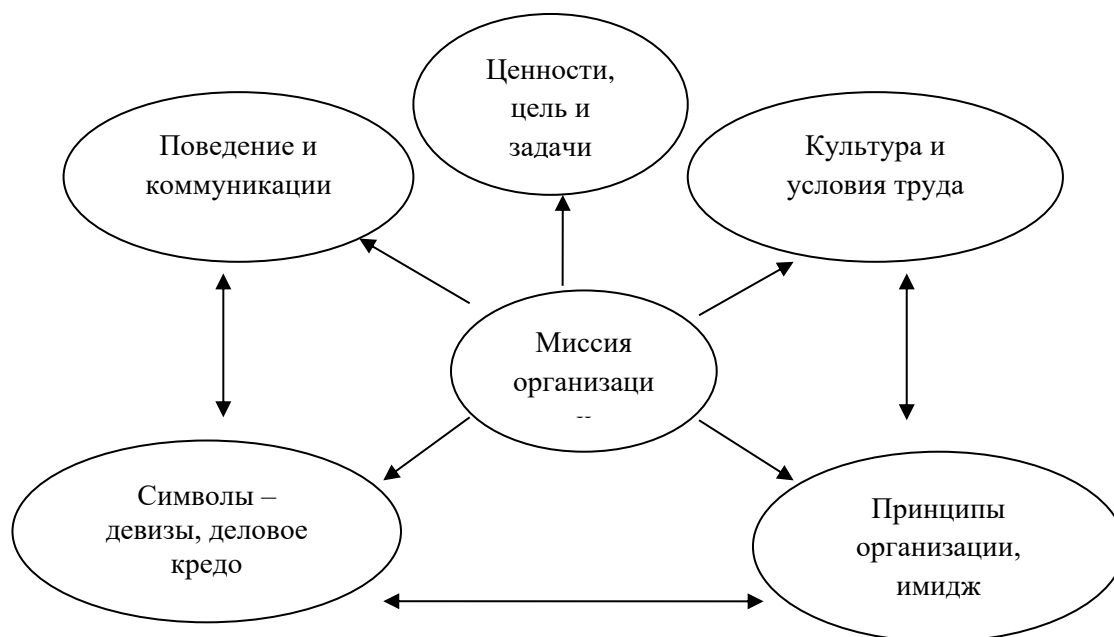 Ценности,
цель и
задачи
Поведение и
коммуникации
Культура и
условия труда
Миссия
организаци
Символы –
девизы, деловое
кредо
Принципы
организации,
имидж